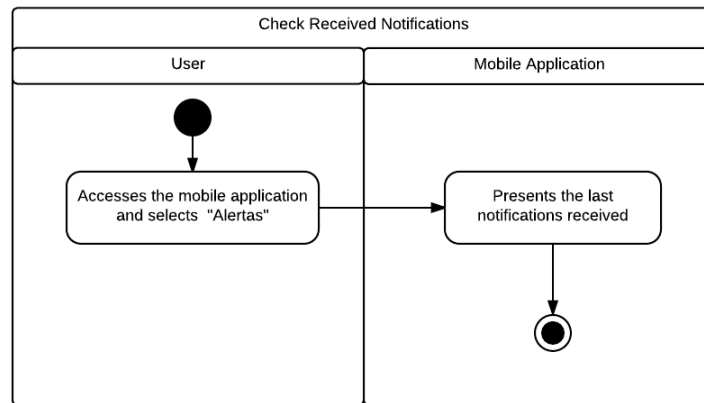 Check Received Notifications
User
Mobile Application
Accesses the mobile application
and selects "Alertas"
Presents the last
notifications received